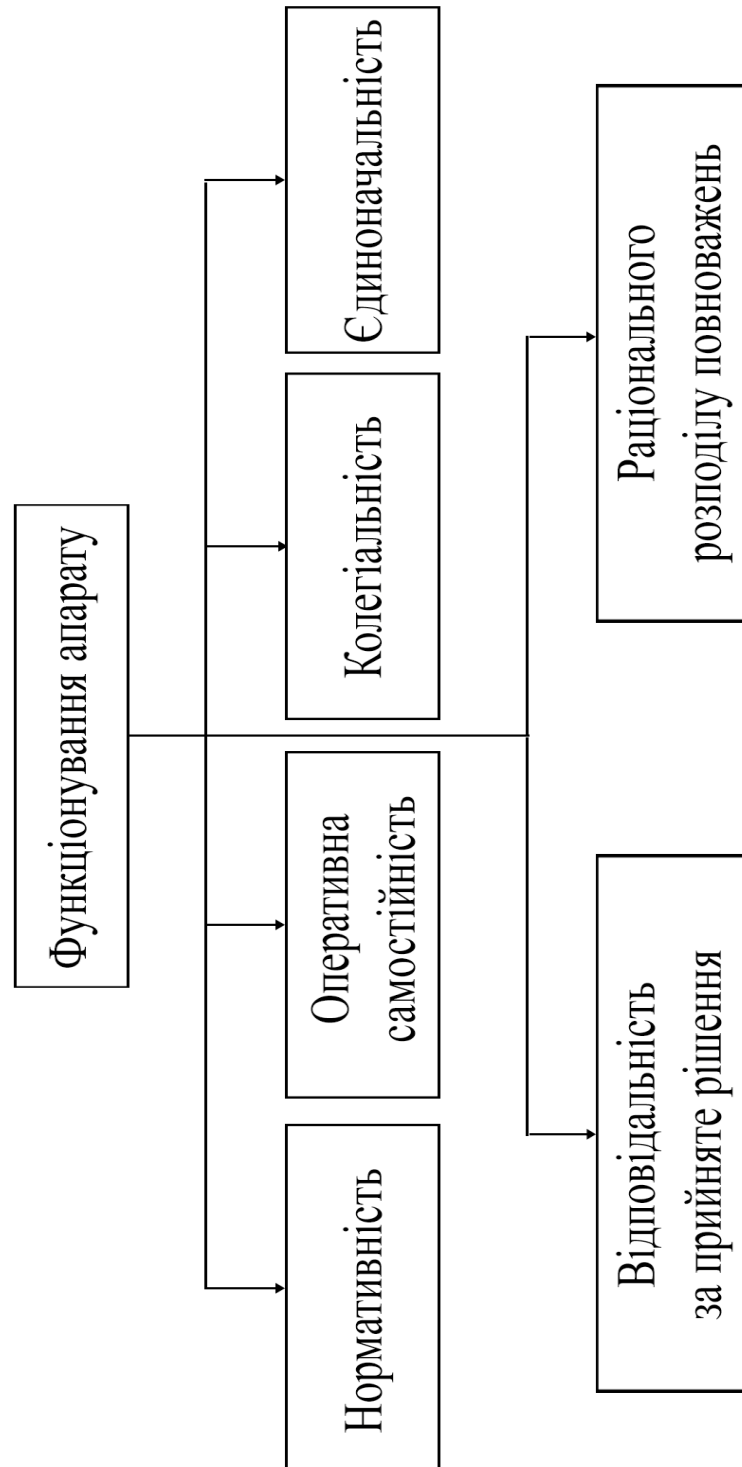 Функціонування апарату
Нормативність
Оперативна
самостійність
Колегіальність
Єдиноначальність
Відповідальність
за прийняте рішення
Раціонального
розподілу повноважень